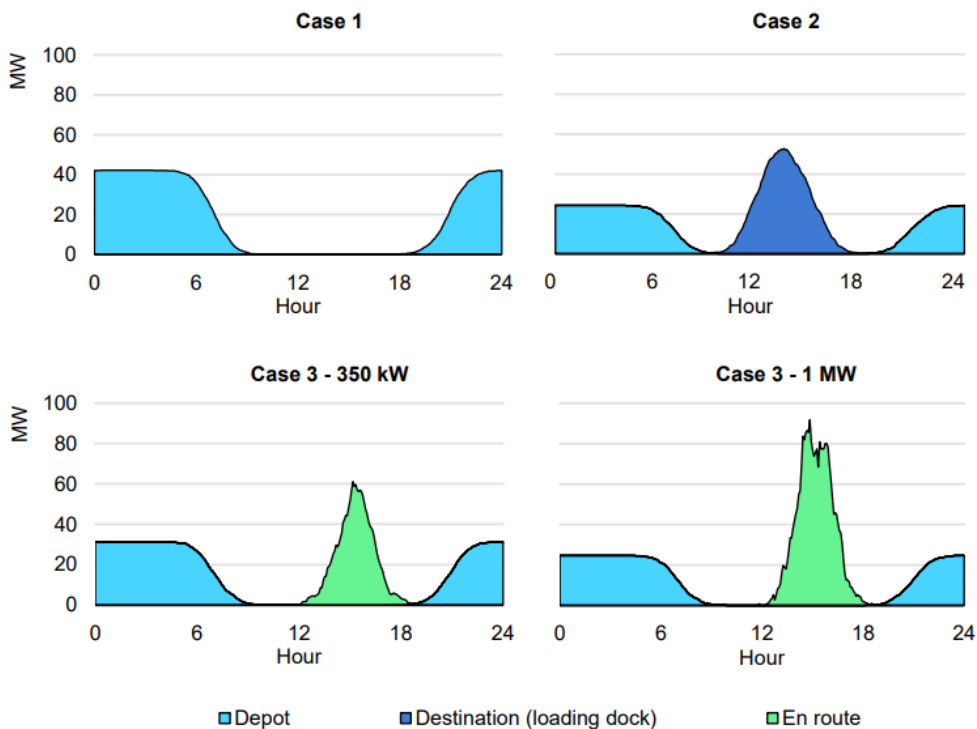 Case 1
Case 2
MW
100
80
60
40
20
0
0 6 12 18 24
Hour
0 6 12 18 24
Hour
Case 3 - 350 kW
Case 3 - 1 MW
MW
100
80
60
40
20
0
0 6 12 18 24
Hour
0 6 12 18 24
Hour
Depot Destination (loading dock) En route